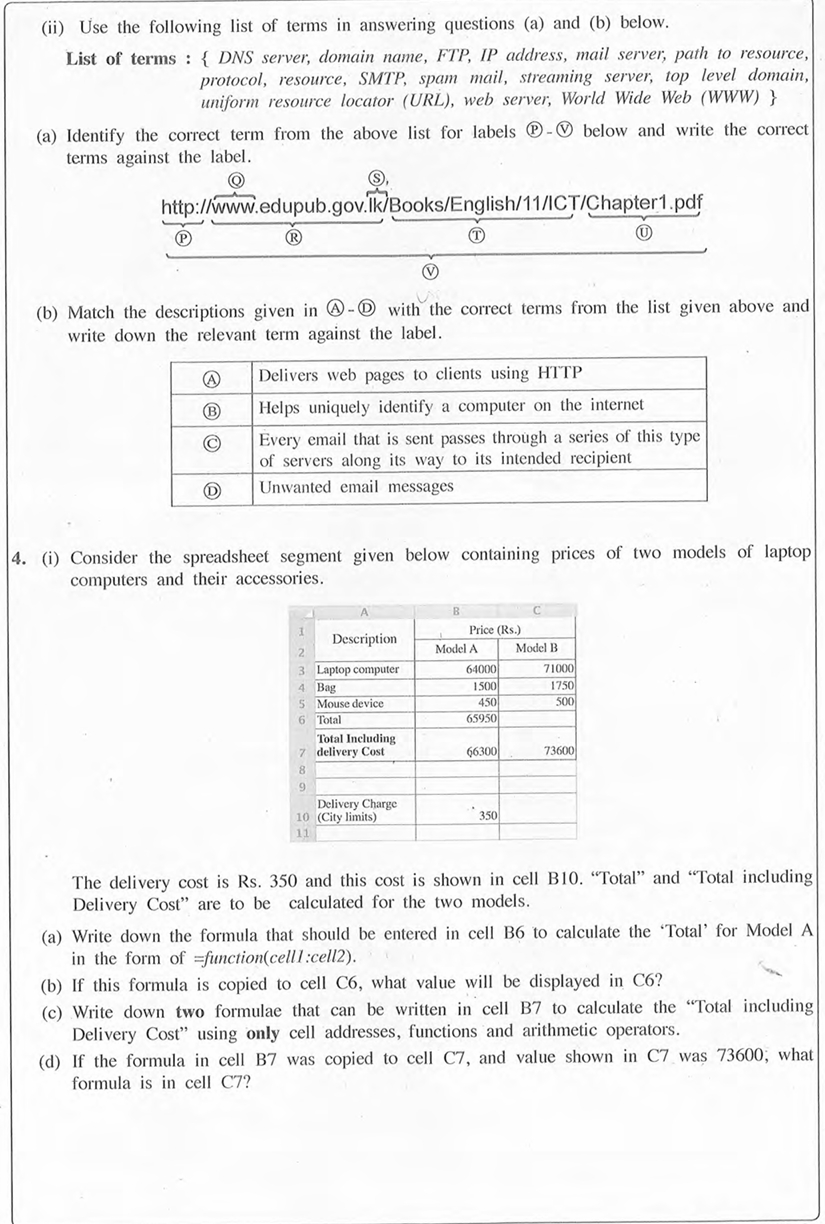 (ii) Use the following list of terms in answering questions (a) and (b) below.
List of terms : { DNS server, domain name, FTP, IP address, mail server, path to resource,
protocol, resource, SMTP, spam mail, streaming server, top level domain,
uniform resource locator (URL), web server, World Wide Web (WWW) }
(a) Identify the correct term from the above list for labels Ⓟ-Ⓥ below and write the correct
terms against the label.
Ⓠ Ⓢ,
http://www.edupub.gov.lk/Books/English/11/ICT/Chapter1.pdf
Ⓟ Ⓡ Ⓣ Ⓤ
Ⓥ
(b) Match the descriptions given in Ⓐ-Ⓓ with the correct terms from the list given above and
write down the relevant term against the label.
Ⓐ Delivers web pages to clients using HTTP
Ⓑ Helps uniquely identify a computer on the internet
Ⓒ Every email that is sent passes through a series of this type
of servers along its way to its intended recipient
Ⓓ Unwanted email messages
4. (i) Consider the spreadsheet segment given below containing prices of two models of laptop
computers and their accessories.
A B C
1 Description Price (Rs.)
2 Model A Model B
3 Laptop computer 64000 71000
4 Bag 1500 1750
5 Mouse device 450 500
6 Total 65950
Total Including
7 delivery Cost 66300 73600
8
9
Delivery Charge
10 (City limits) 350
11
The delivery cost is Rs. 350 and this cost is shown in cell B10. “Total” and “Total including
Delivery Cost” are to be calculated for the two models.
(a) Write down the formula that should be entered in cell B6 to calculate the ‘Total’ for Model A
in the form of =function(cell1:cell2).
(b) If this formula is copied to cell C6, what value will be displayed in C6?
(c) Write down two formulae that can be written in cell B7 to calculate the “Total including
Delivery Cost” using only cell addresses, functions and arithmetic operators.
(d) If the formula in cell B7 was copied to cell C7, and value shown in C7 was 73600, what
formula is in cell C7?